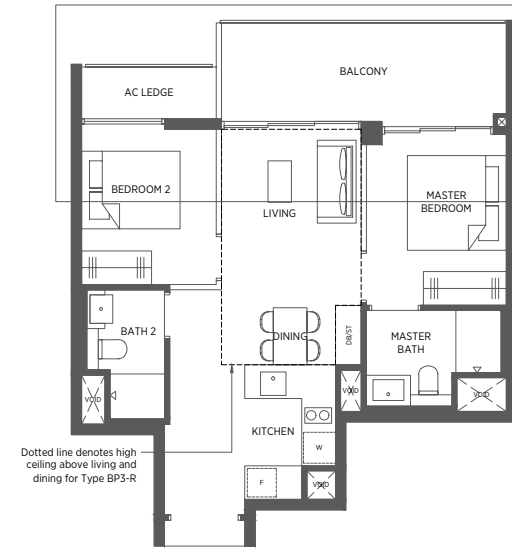 BALCONY
AC LEDGE
BEDROOM 2
MASTER
BEDROOM
LIVING
DINING
DB/ST
BATH 2
MASTER
BATH
VOID
VOID
VOID
KITCHEN
W
F
VOID
Dotted line denotes high
ceiling above living and
dining for Type BP3-R